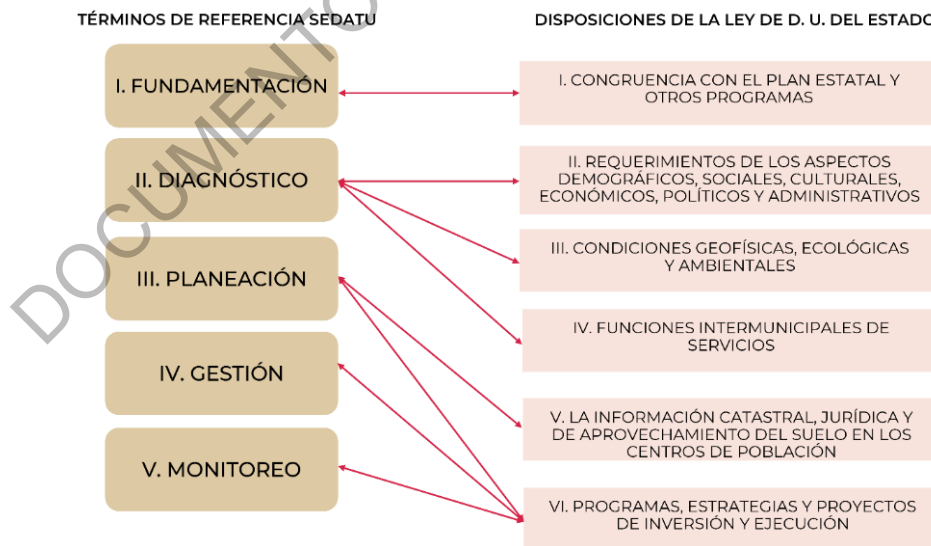 TÉRMINOS DE REFERENCIA SEDATU
DISPOSICIONES DE LA LEY DE D. U. DEL ESTADO
I. FUNDAMENTACIÓN
I. CONGRUENCIA CON EL PLAN ESTATAL Y
OTROS PROGRAMAS
II. DIAGNÓSTICO
II. REQUERIMIENTOS DE LOS ASPECTOS
DEMOGRÁFICOS, SOCIALES, CULTURALES,
ECONÓMICOS, POLÍTICOS Y ADMINISTRATIVOS
III. PLANEACIÓN
III. CONDICIONES GEOFÍSICAS, ECOLÓGICAS
Y AMBIENTALES
IV. GESTIÓN
IV. FUNCIONES INTERMUNICIPALES DE
SERVICIOS
V. MONITOREO
V. LA INFORMACIÓN CATASTRAL, JURÍDICA Y
DE APROVECHAMIENTO DEL SUELO EN LOS
CENTROS DE POBLACIÓN
VI. PROGRAMAS, ESTRATEGIAS Y PROYECTOS
DE INVERSIÓN Y EJECUCIÓN
DOCUMENTO